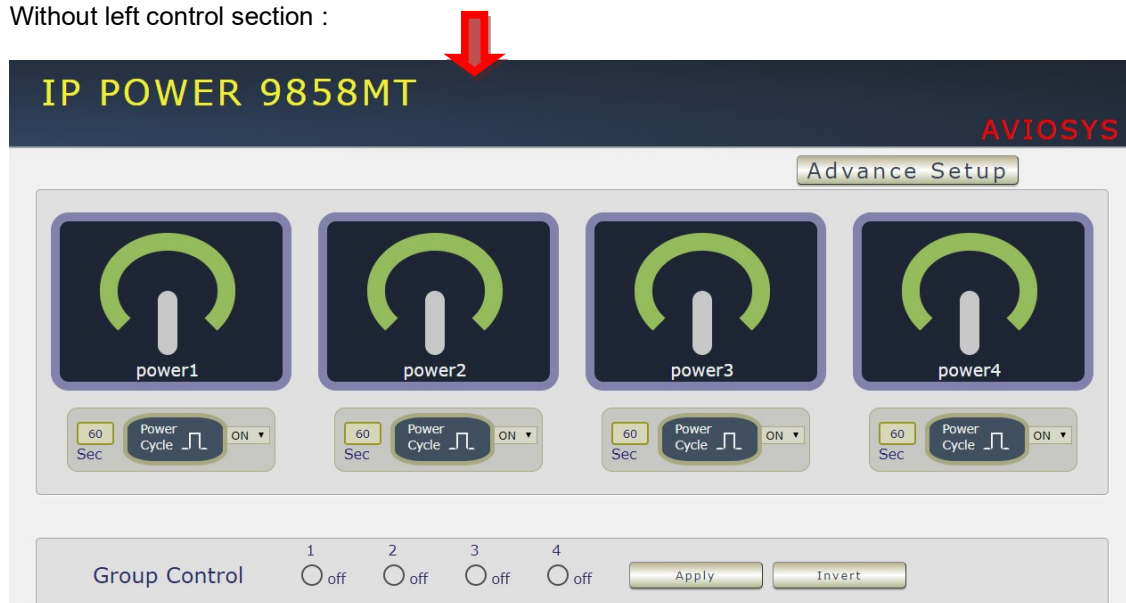 Without left control section :
IP POWER 9858MT
AVIOSYS
Advance Setup
power1 power2 power3 power4
60 Sec Power Cycle ON 60 Sec Power Cycle ON 60 Sec Power Cycle ON 60 Sec Power Cycle ON
1 2 3 4
Group Control off off off off Apply Invert